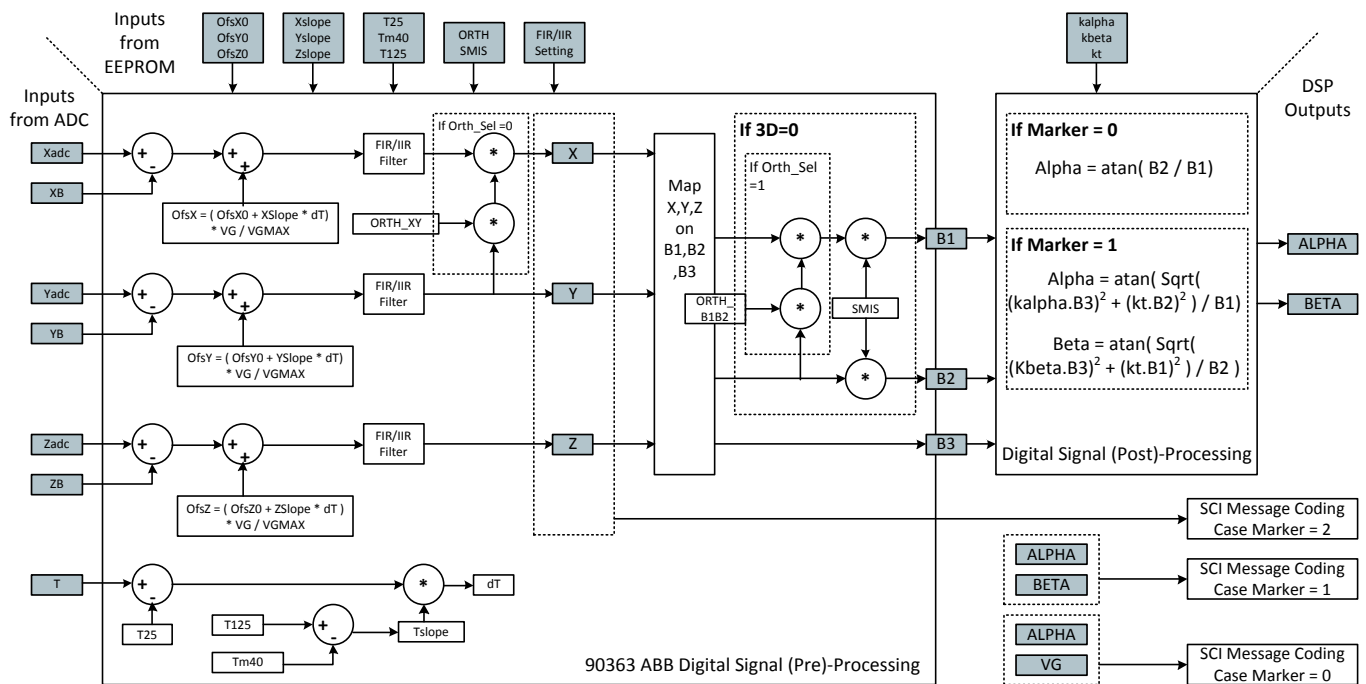 Inputs
from
EEPROM
OfsX0
OfsY0
OfsZ0
Xslope
Yslope
Zslope
T25
Tm40
T125
ORTH
SMIS
FIR/IIR
Setting
kalpha
kbeta
kt
DSP
Outputs
Inputs
from ADC
Xadc
XB
+
-
+
+
OfsX = ( OfsX0 + XSlope * dT)
* VG / VGMAX
FIR/IIR
Filter
If Orth_Sel =0
*
*
ORTH_XY
X
Yadc
YB
+
-
+
+
OfsY = ( OfsY0 + YSlope * dT)
* VG / VGMAX
FIR/IIR
Filter
Y
Zadc
ZB
+
-
+
+
OfsZ = ( OfsZ0 + ZSlope * dT )
* VG / VGMAX
FIR/IIR
Filter
Z
Map
X,Y,Z
on
B1,B2
,B3
If 3D=0
If Orth_Sel
=1
*
*
ORTH_
B1B2
*
SMIS
*
B1
B2
B3
If Marker = 0
Alpha = atan( B2 / B1)
If Marker = 1
Alpha = atan( Sqrt(
(kalpha.B3)² + (kt.B2)² ) / B1)
Beta = atan( Sqrt(
(Kbeta.B3)² + (kt.B1)² ) / B2 )
Digital Signal (Post)-Processing
ALPHA
BETA
T
+
-
T25
*
dT
T125
Tm40
+
-
Tslope
90363 ABB Digital Signal (Pre)-Processing
SCI Message Coding
Case Marker = 2
ALPHA
BETA
SCI Message Coding
Case Marker = 1
ALPHA
VG
SCI Message Coding
Case Marker = 0